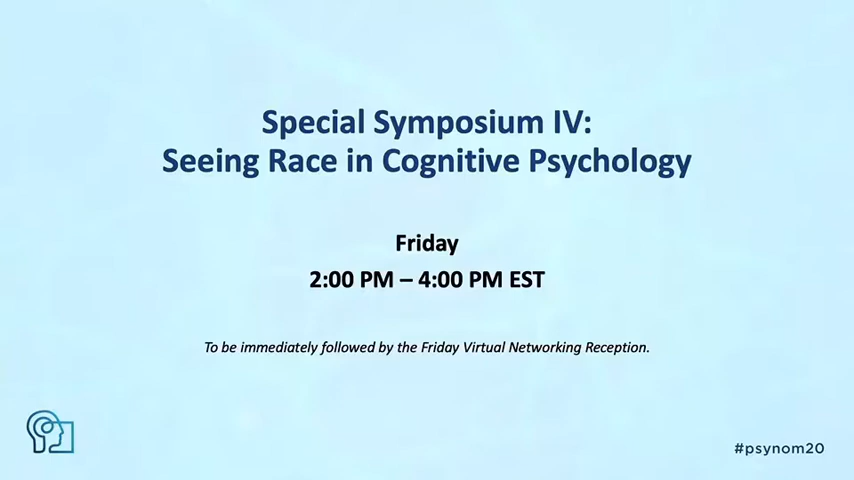 Special Symposium IV:
Seeing Race in Cognitive Psychology
Friday
2:00 PM – 4:00 PM EST
To be immediately followed by the Friday Virtual Networking Reception.
#psynom20